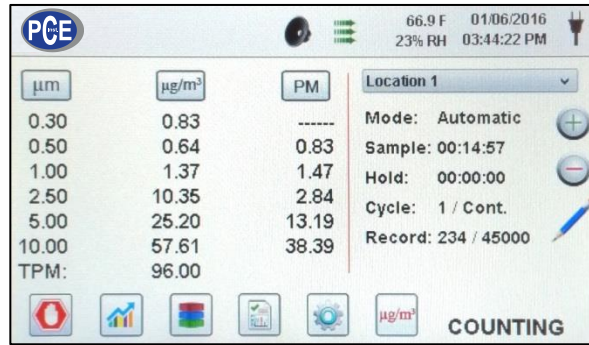 PCE
66.9 F 01/06/2016
23% RH 03:44:22 PM
µm µg/m³ PM
0.30 0.83 ------
0.50 0.64 0.83
1.00 1.37 1.47
2.50 10.35 2.84
5.00 25.20 13.19
10.00 57.61 38.39
TPM: 96.00
Location 1
Mode: Automatic
Sample: 00:14:57
Hold: 00:00:00
Cycle: 1 / Cont.
Record: 234 / 45000
µg/m³
COUNTING